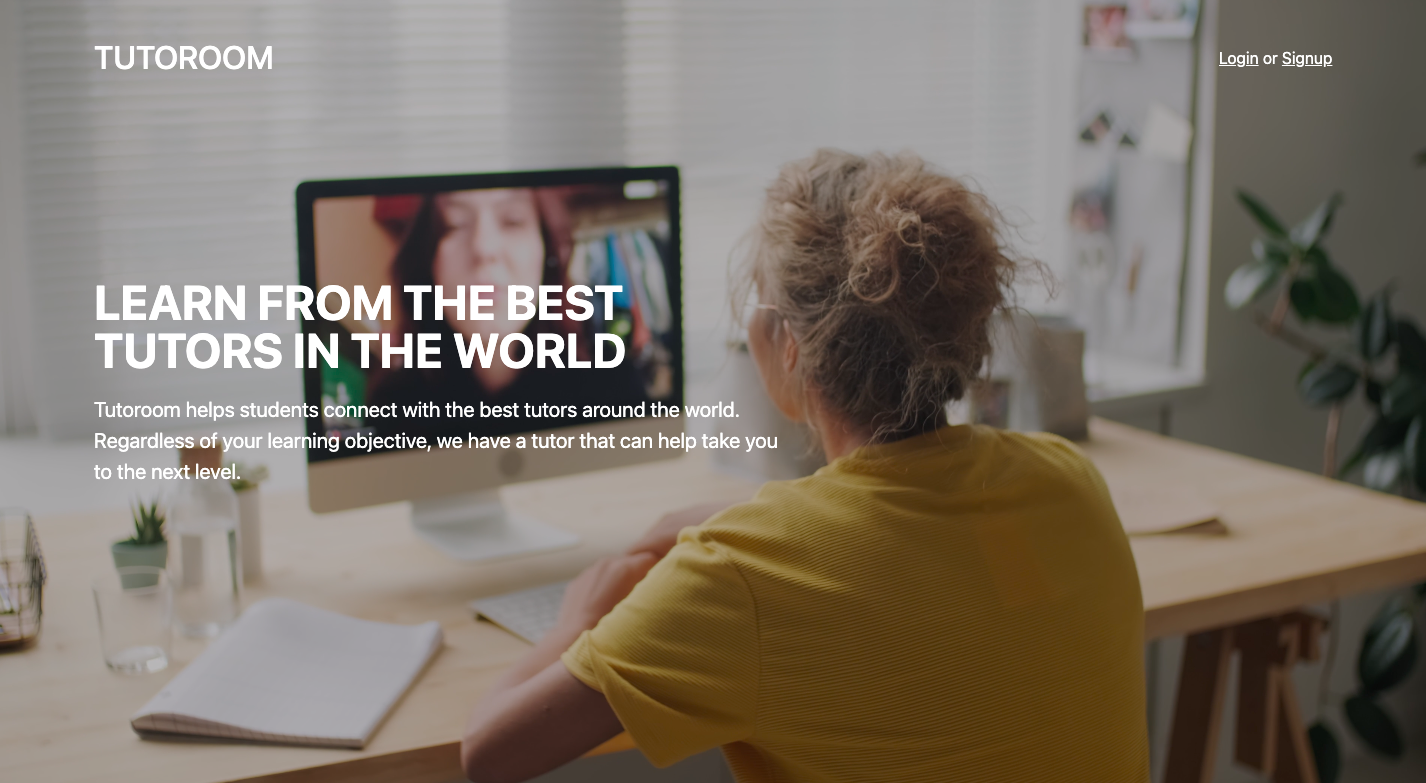 TUTOROOM
Login or Signup
LEARN FROM THE BEST
TUTORS IN THE WORLD
Tutoroom helps students connect with the best tutors around the world.
Regardless of your learning objective, we have a tutor that can help take you
to the next level.